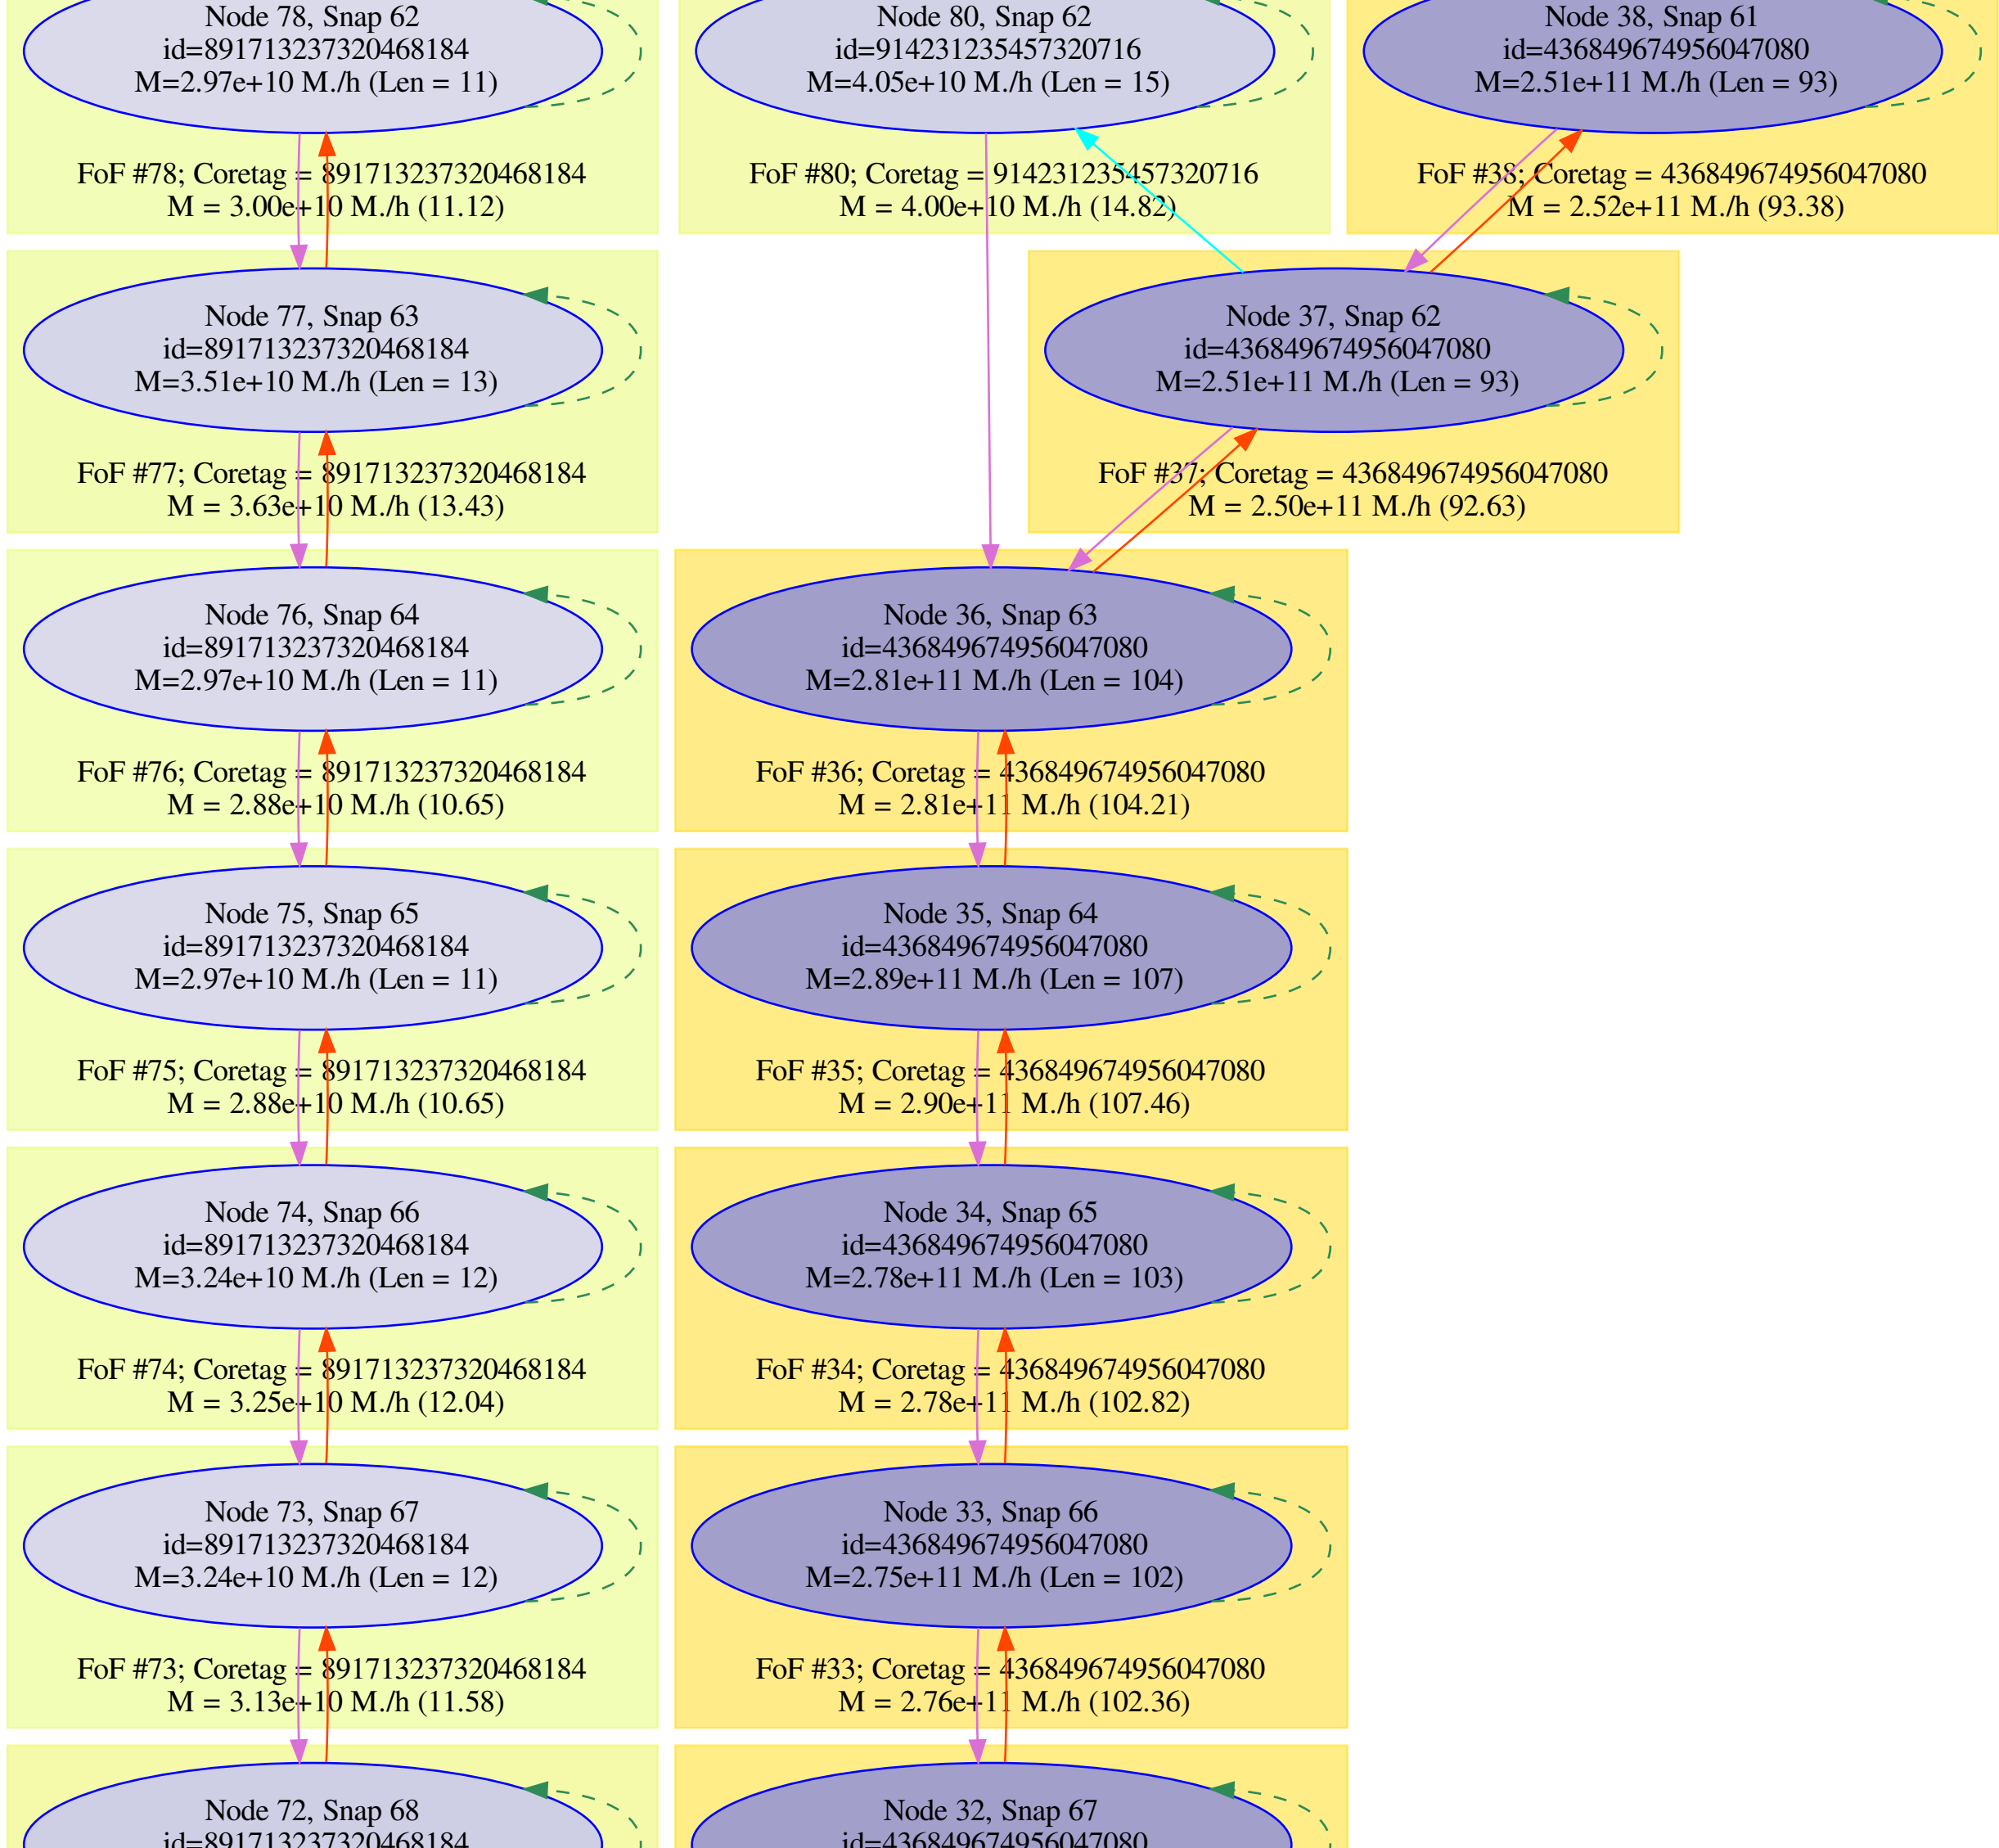 Node 78, Snap 62
id=891713237320468184
M=2.97e+10 M./h (Len = 11)
FoF #78; Coretag = 891713237320468184
M = 3.00e+10 M./h (11.12)
Node 80, Snap 62
id=914231235457320716
M=4.05e+10 M./h (Len = 15)
FoF #80; Coretag = 914231235457320716
M = 4.00e+10 M./h (14.82)
Node 38, Snap 61
id=436849674956047080
M=2.51e+11 M./h (Len = 93)
FoF #38; Coretag = 436849674956047080
M = 2.52e+11 M./h (93.38)
Node 77, Snap 63
id=891713237320468184
M=3.51e+10 M./h (Len = 13)
FoF #77; Coretag = 891713237320468184
M = 3.63e+10 M./h (13.43)
Node 37, Snap 62
id=436849674956047080
M=2.51e+11 M./h (Len = 93)
FoF #37; Coretag = 436849674956047080
M = 2.50e+11 M./h (92.63)
Node 76, Snap 64
id=891713237320468184
M=2.97e+10 M./h (Len = 11)
FoF #76; Coretag = 891713237320468184
M = 2.88e+10 M./h (10.65)
Node 36, Snap 63
id=436849674956047080
M=2.81e+11 M./h (Len = 104)
FoF #36; Coretag = 436849674956047080
M = 2.81e+11 M./h (104.21)
Node 75, Snap 65
id=891713237320468184
M=2.97e+10 M./h (Len = 11)
FoF #75; Coretag = 891713237320468184
M = 2.88e+10 M./h (10.65)
Node 35, Snap 64
id=436849674956047080
M=2.89e+11 M./h (Len = 107)
FoF #35; Coretag = 436849674956047080
M = 2.90e+11 M./h (107.46)
Node 74, Snap 66
id=891713237320468184
M=3.24e+10 M./h (Len = 12)
FoF #74; Coretag = 891713237320468184
M = 3.25e+10 M./h (12.04)
Node 34, Snap 65
id=436849674956047080
M=2.78e+11 M./h (Len = 103)
FoF #34; Coretag = 436849674956047080
M = 2.78e+11 M./h (102.82)
Node 73, Snap 67
id=891713237320468184
M=3.24e+10 M./h (Len = 12)
FoF #73; Coretag = 891713237320468184
M = 3.13e+10 M./h (11.58)
Node 33, Snap 66
id=436849674956047080
M=2.75e+11 M./h (Len = 102)
FoF #33; Coretag = 436849674956047080
M = 2.76e+11 M./h (102.36)
Node 72, Snap 68
id=891713237320468184
Node 32, Snap 67
id=436849674956047080